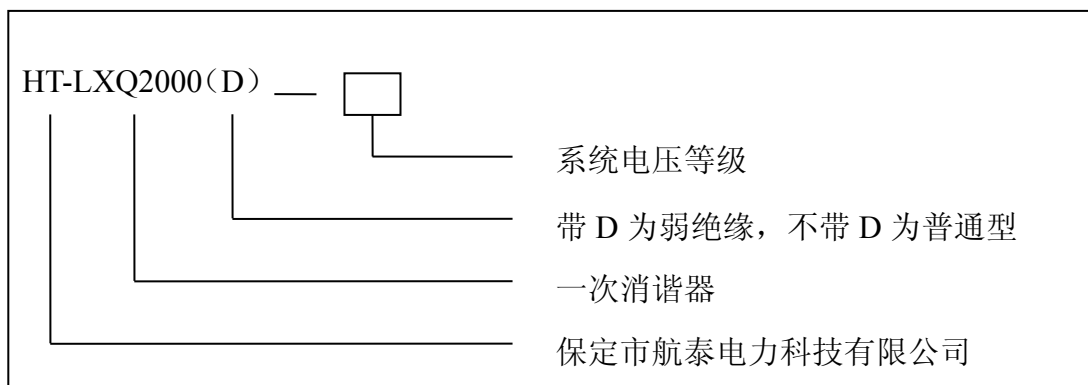 HT-LXQ2000(D)
系统电压等级
带 D 为弱绝缘，不带 D 为普通型
一次消谐器
保定市航泰电力科技有限公司